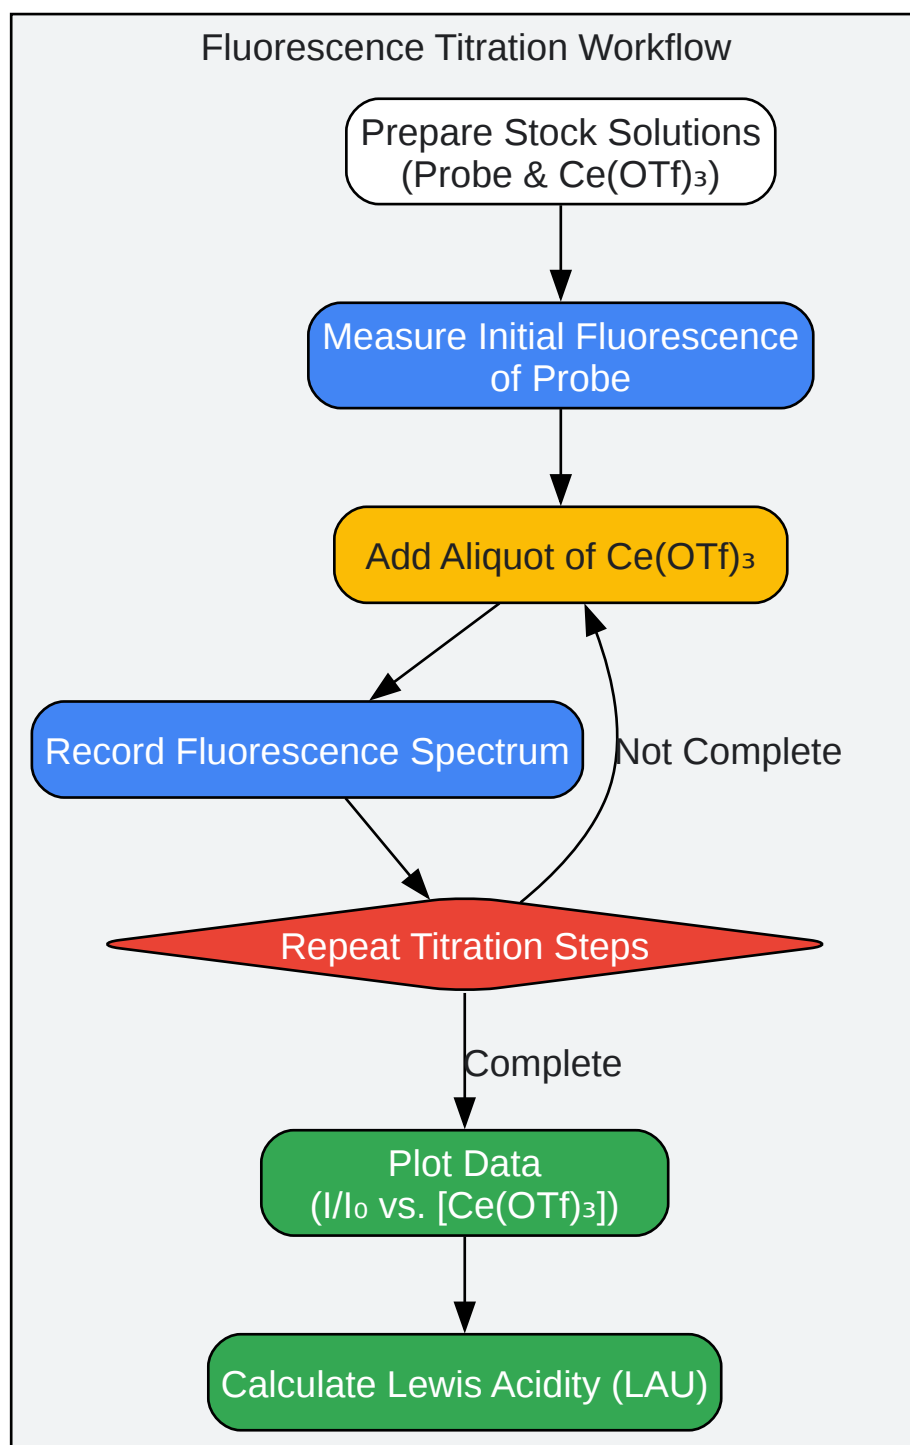 Fluorescence Titration Workflow
Prepare Stock Solutions
(Probe & Ce(OTf)₃)
Measure Initial Fluorescence
of Probe
Add Aliquot of Ce(OTf)₃
Record Fluorescence Spectrum
Not Complete
Repeat Titration Steps
Complete
Plot Data
(I/I₀ vs. [Ce(OTf)₃])
Calculate Lewis Acidity (LAU)